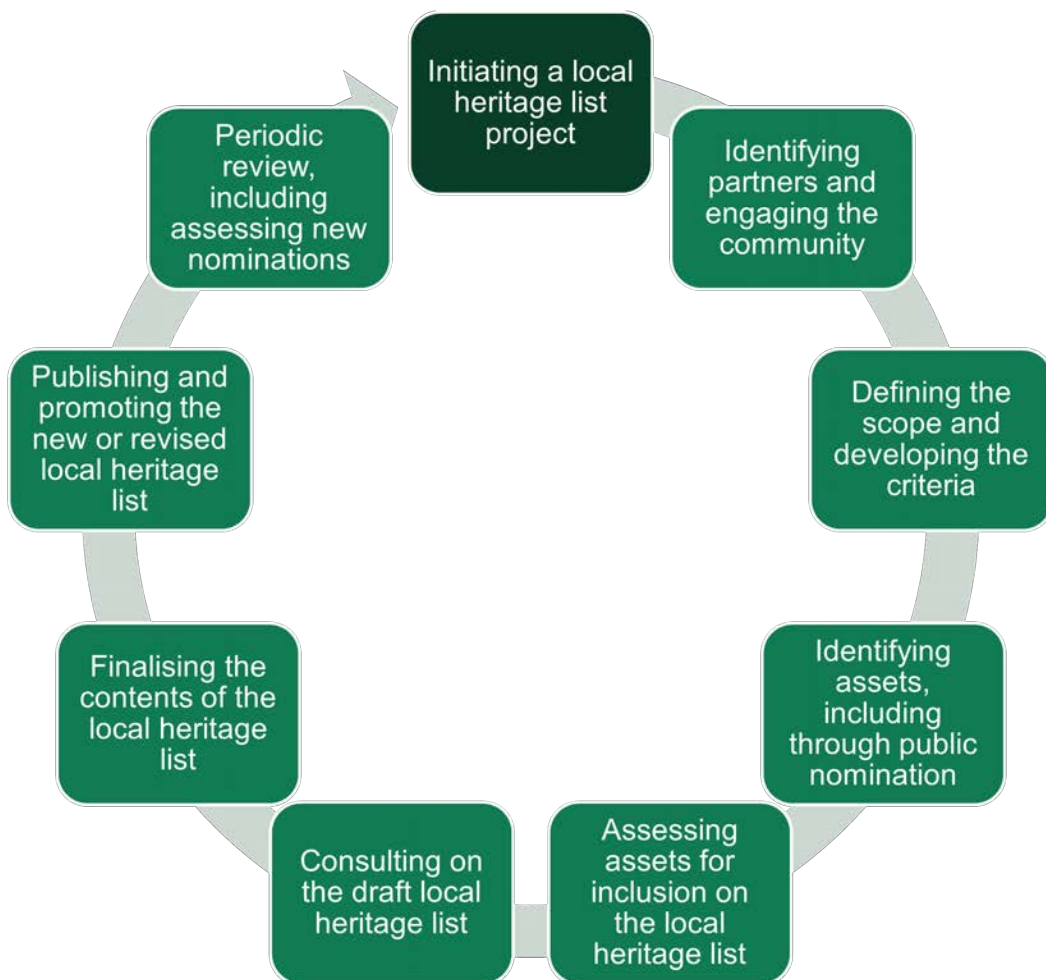 Initiating a local
heritage list
project
Identifying
partners and
engaging the
community
Defining the
scope and
developing the
criteria
Identifying
assets,
including
through public
nomination
Assessing
assets for
inclusion on
the local
heritage list
Consulting on
the draft local
heritage list
Finalising the
contents of the
local heritage
list
Publishing and
promoting the
new or revised
local heritage
list
Periodic
review,
including
assessing new
nominations